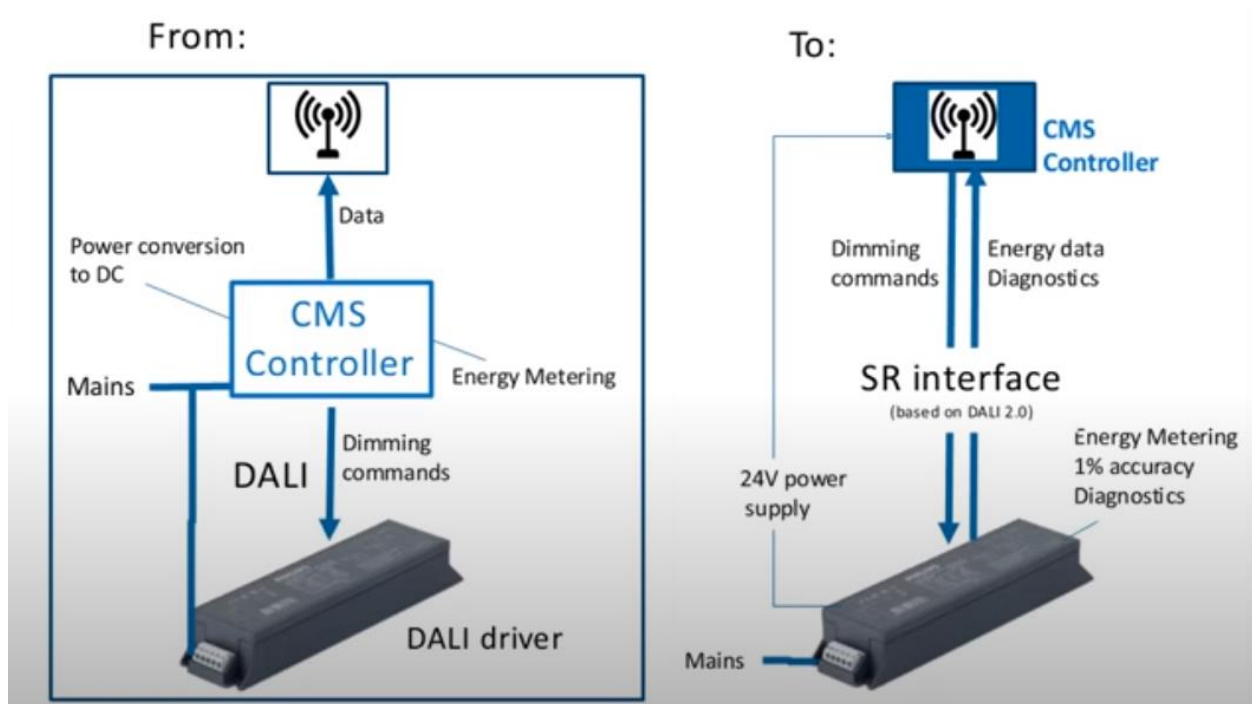 From:
Data
Power conversion
to DC
CMS
Controller
Energy Metering
Mains
Dimming
commands
DALI
DALI driver
To:
CMS
Controller
Dimming
commands
Energy data
Diagnostics
SR interface
(based on DALI 2.0)
Energy Metering
1% accuracy
Diagnostics
24V power
supply
Mains